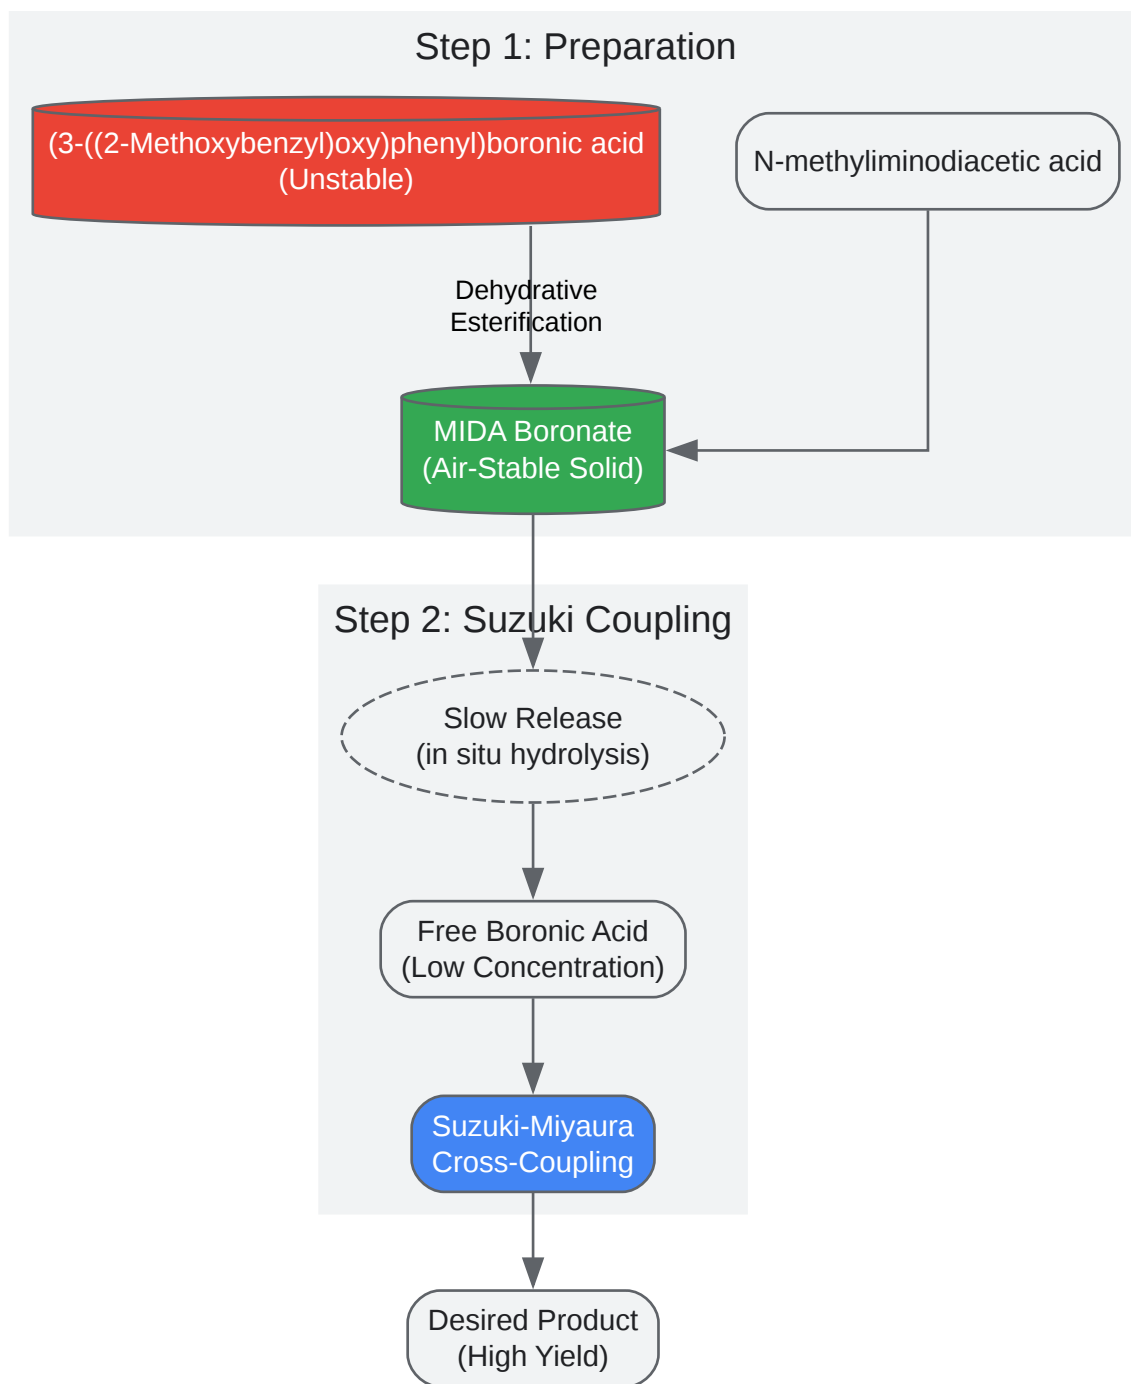 Step 1: Preparation
(3-((2-Methoxybenzyl)oxy)phenyl)boronic acid
(Unstable)
N-methyliminodiacetic acid
Dehydrative
Esterification
MIDA Boronate
(Air-Stable Solid)
Step 2: Suzuki Coupling
Slow Release
(in situ hydrolysis)
Free Boronic Acid
(Low Concentration)
Suzuki-Miyaura
Cross-Coupling
Desired Product
(High Yield)